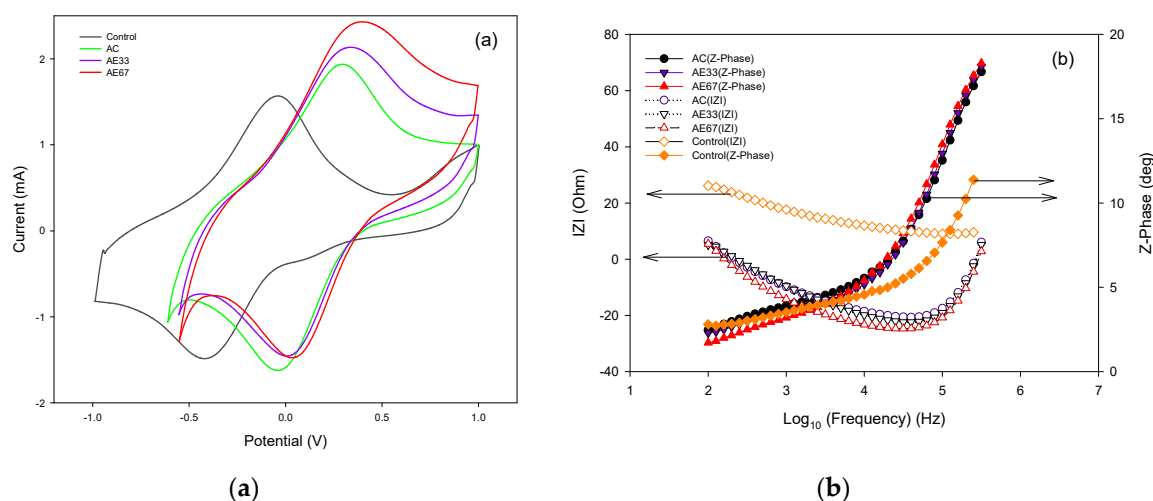 (a)
Control
AC
AE33
AE67
2
1
0
-1
-2
Current (mA)
-1.0 -0.5 0.0 0.5 1.0
Potential (V)
(a)
(b)
AC(Z-Phase)
AE33(Z-Phase)
AE67(Z-Phase)
AC(IZI)
AE33(IZI)
AE67(IZI)
Control(IZI)
Control(Z-Phase)
80
60
40
20
0
-20
-40
IZI (Ohm)
20
15
10
5
0
Z-Phase (deg)
1 2 3 4 5 6 7
Log10 (Frequency) (Hz)
(b)